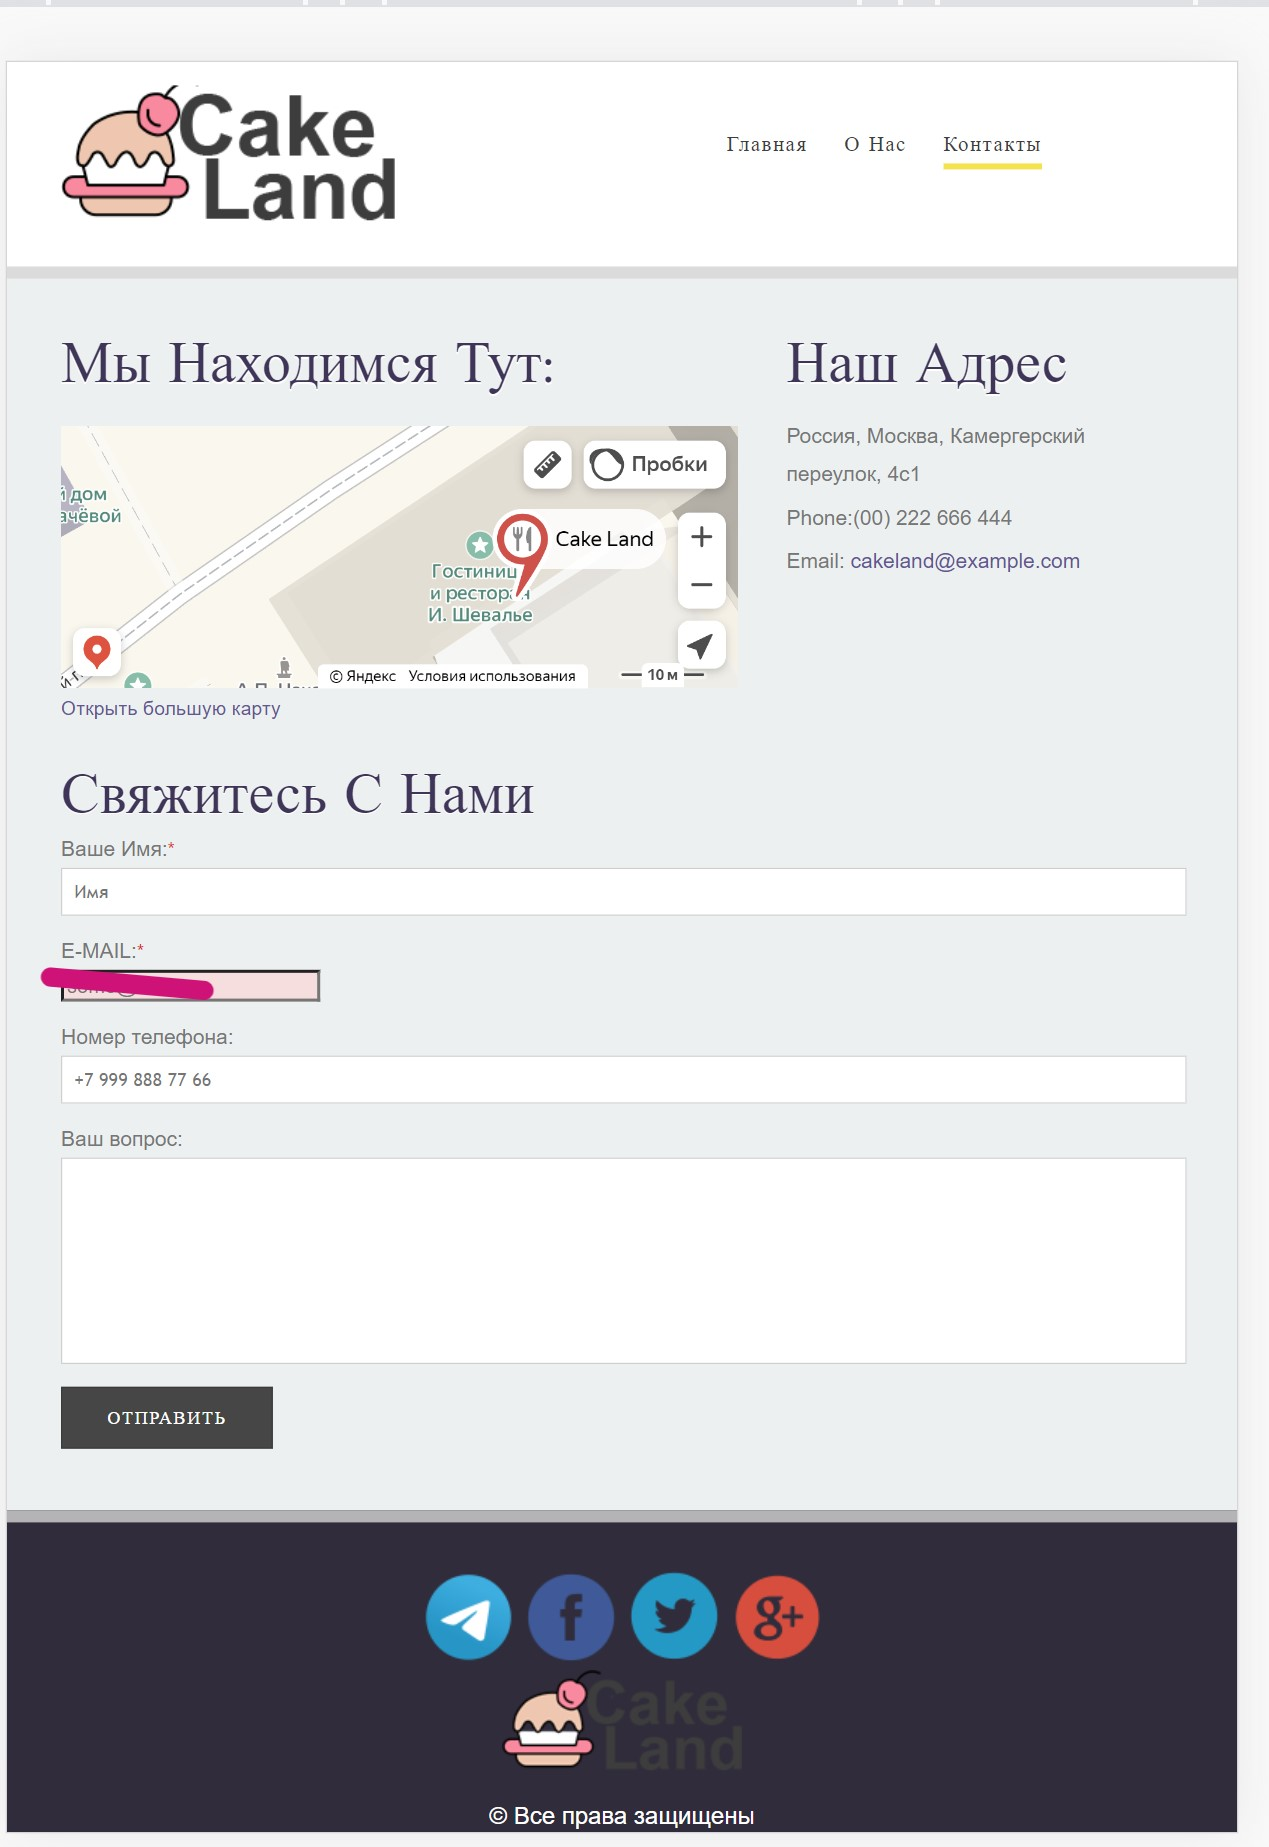 Cake
Land
Главная
О Нас
Контакты
Мы Находимся Тут:
Наш Адрес
Россия, Москва, Камергерский
переулок, 4с1
Phone:(00) 222 666 444
Email: cakeland@example.com
Пробки
й дом
ачёвой
Cake Land
Гостиниц
и ресторан
И. Шевалье
© Яндекс Условия использования
10 м
Открыть большую карту
Свяжитесь С Нами
Ваше Имя:*
Имя
E-MAIL:*
Номер телефона:
+7 999 888 77 66
Ваш вопрос:
ОТПРАВИТЬ
f
g+
Cake
Land
© Все права защищены